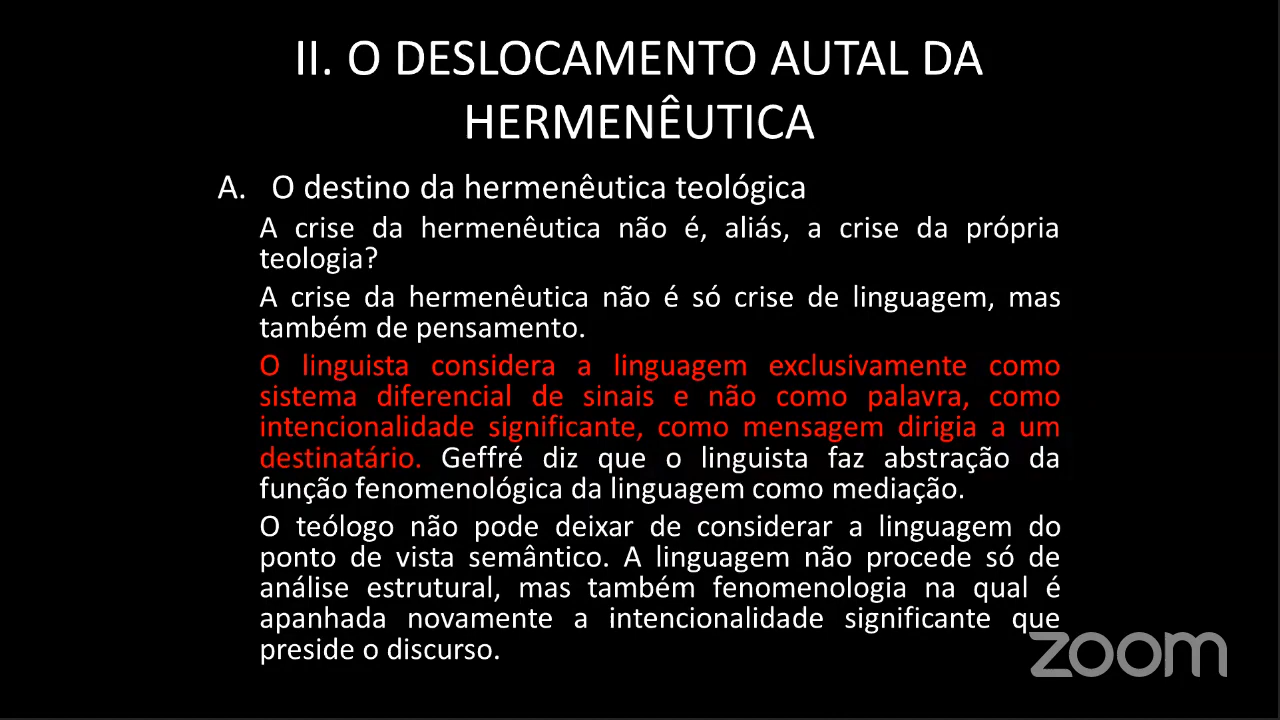 II. O DESLOCAMENTO AUTAL DA
HERMENÊUTICA
A. O destino da hermenêutica teológica
A crise da hermenêutica não é, aliás, a crise da própria
teologia?
A crise da hermenêutica não é só crise de linguagem, mas
também de pensamento.
O linguista considera a linguagem exclusivamente como
sistema diferencial de sinais e não como palavra, como
intencionalidade significante, como mensagem dirigia a um
destinatário. Geffré diz que o linguista faz abstração da
função fenomenológica da linguagem como mediação.
O teólogo não pode deixar de considerar a linguagem do
ponto de vista semântico. A linguagem não procede só de
análise estrutural, mas também fenomenologia na qual é
apanhada novamente a intencionalidade significante que
preside o discurso.
zoom